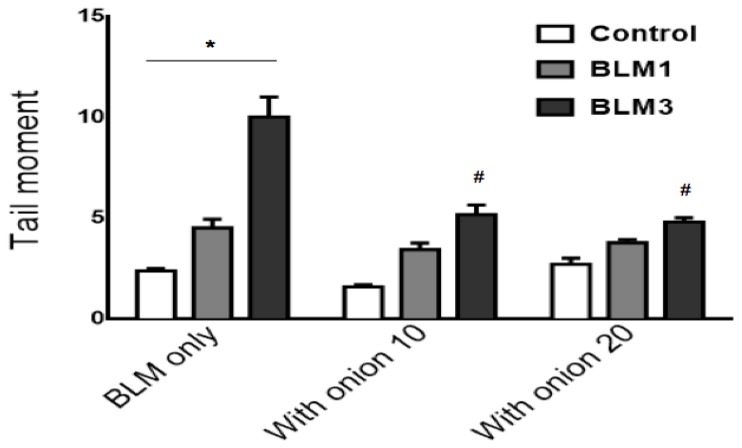 15
10
5
0
Tail moment
*
#
#
Control
BLM1
BLM3
BLM only
With onion 10
With onion 20